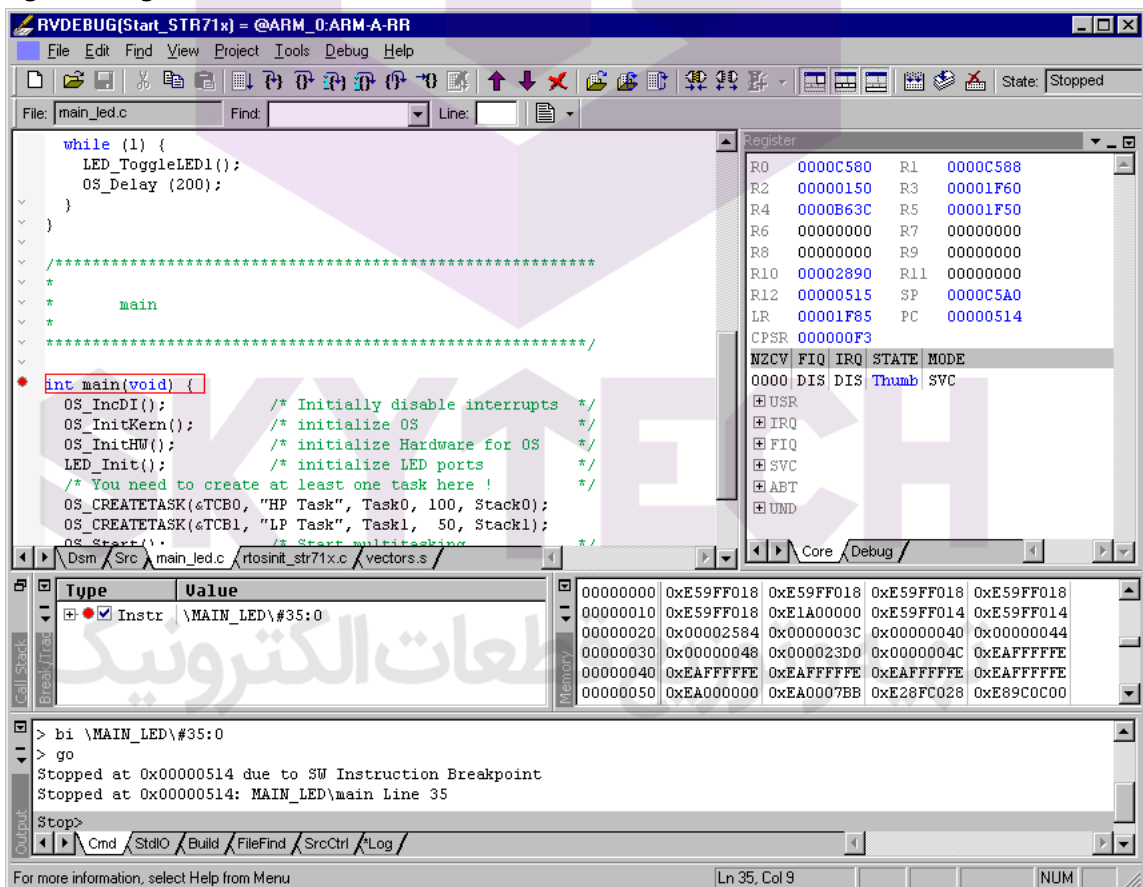 RVDEBUG(Start_STR71x) = @ARM_0:ARM-A-RR
File Edit Find View Project Tools Debug Help
State: Stopped
File: main_led.c Find: Line:
while (1) {
LED_ToggleLED1();
OS_Delay (200);
}
}
/**********************************************************
*
* main
*
**********************************************************/
int main(void) {
OS_IncDI(); /* Initially disable interrupts */
OS_InitKern(); /* initialize OS */
OS_InitHW(); /* initialize Hardware for OS */
LED_Init(); /* initialize LED ports */
/* You need to create at least one task here ! */
OS_CREATETASK(&TCB0, "HP Task", Task0, 100, Stack0);
OS_CREATETASK(&TCB1, "LP Task", Task1, 50, Stack1);
OS_Start(); /* Start multitasking */
Dsm Src main_led.c rtosinit_str71x.c vectors.s
Register
R0 0000C580 R1 0000C588
R2 00000150 R3 00001F60
R4 0000B63C R5 00001F50
R6 00000000 R7 00000000
R8 00000000 R9 00000000
R10 00002890 R11 00000000
R12 00000515 SP 0000C5A0
LR 00001F85 PC 00000514
CPSR 000000F3
NZCV FIQ IRQ STATE MODE
0000 DIS DIS Thumb SVC
USR
IRQ
FIQ
SVC
ABT
UND
Core Debug
SKYTECH
Call Stack
Break/Trac
Type Value
Instr \MAIN_LED\#35:0
Memory
00000000 0xE59FF018 0xE59FF018 0xE59FF018 0xE59FF018
00000010 0xE59FF018 0xE1A00000 0xE59FF014 0xE59FF014
00000020 0x00002584 0x0000003C 0x00000040 0x00000044
00000030 0x00000048 0x000023D0 0x0000004C 0xEAFFFFFE
00000040 0xEAFFFFFE 0xEAFFFFFE 0xEAFFFFFE 0xEAFFFFFE
00000050 0xEA000000 0xEA0007BB 0xE28FC028 0xE89C0C00
قطعات الکترونیک
Output
> bi \MAIN_LED\#35:0
> go
Stopped at 0x00000514 due to SW Instruction Breakpoint
Stopped at 0x00000514: MAIN_LED\main Line 35
Stop>
Cmd StdIO Build FileFind SrcCtrl *Log
For more information, select Help from Menu
Ln 35, Col 9
NUM